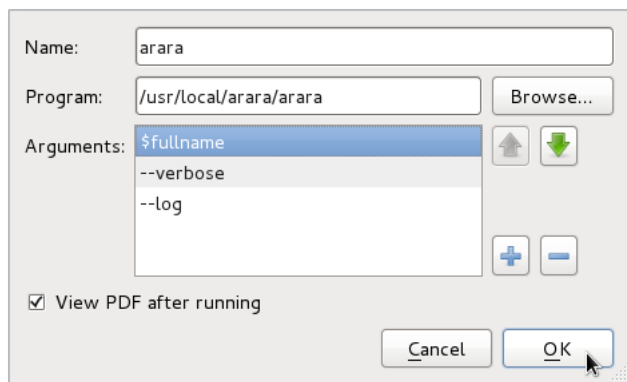 Name: arara
Program: /usr/local/arara/arara Browse...
Arguments: $fullname
--verbose
--log
View PDF after running
Cancel OK